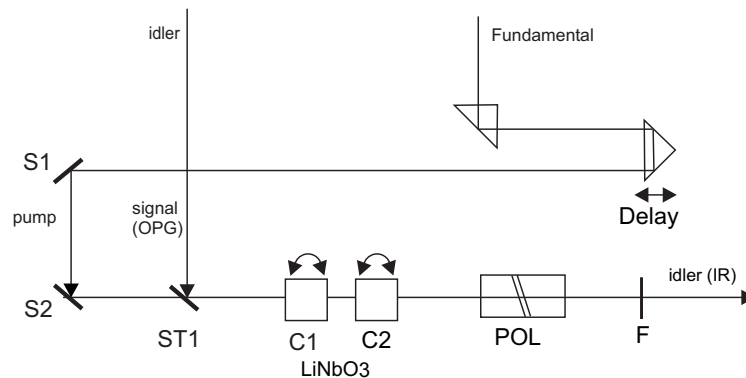 idler
Fundamental
S1
pump
signal
(OPG)
Delay
idler (IR)
S2
ST1
C1
C2
LiNbO3
POL
F